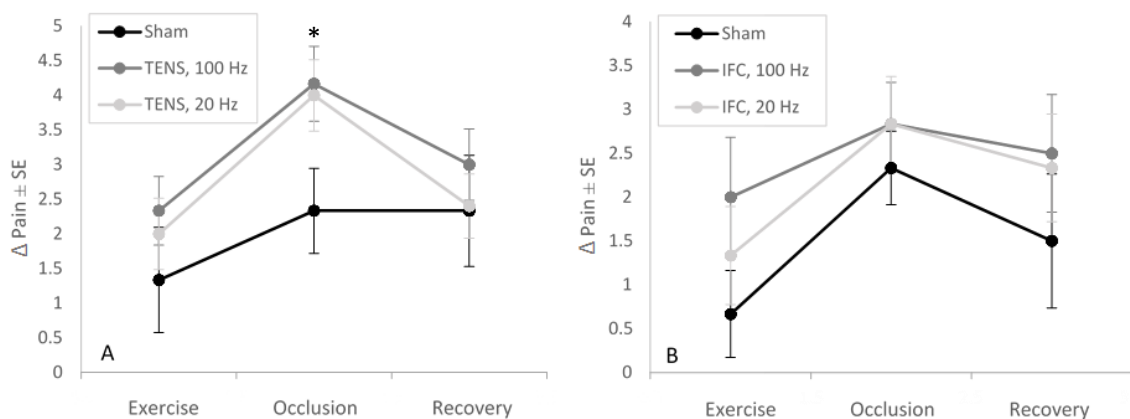 5
4.5
4
3.5
3
2.5
2
1.5
1
0.5
0
Δ Pain ± SE
Sham
TENS, 100 Hz
TENS, 20 Hz
*
A
Exercise
Occlusion
Recovery
4
3.5
3
2.5
2
1.5
1
0.5
0
Δ Pain ± SE
Sham
IFC, 100 Hz
IFC, 20 Hz
B
Exercise
Occlusion
Recovery